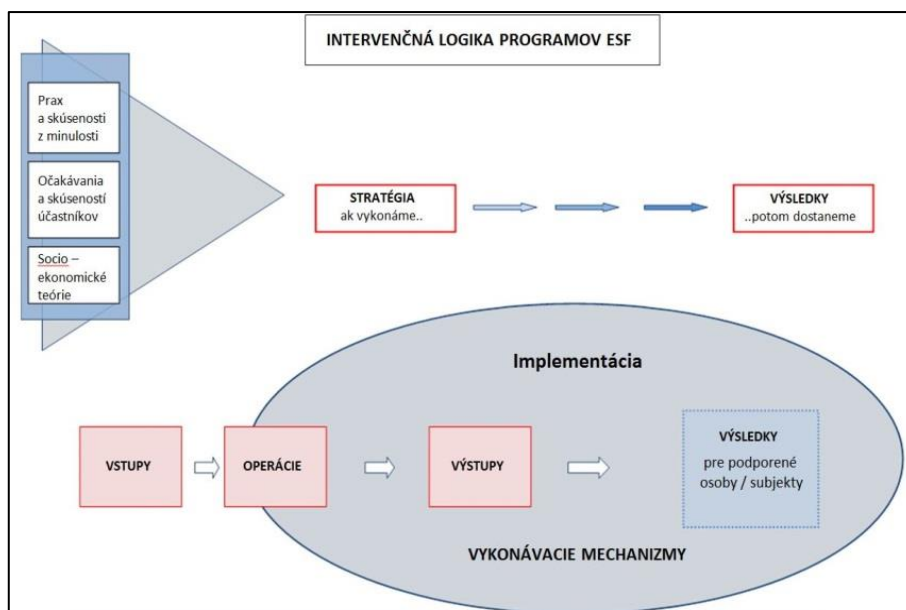 INTERVENČNÁ LOGIKA PROGRAMOV ESF
Prax
a skúsenosti
z minulosti
Očakávania
a skúseností
účastníkov
Socio –
ekonomické
teórie
STRATÉGIA
ak vykonáme..
VÝSLEDKY
..potom dostaneme
Implementácia
VSTUPY
OPERÁCIE
VÝSTUPY
VÝSLEDKY
pre podporené
osoby / subjekty
VYKONÁVACIE MECHANIZMY